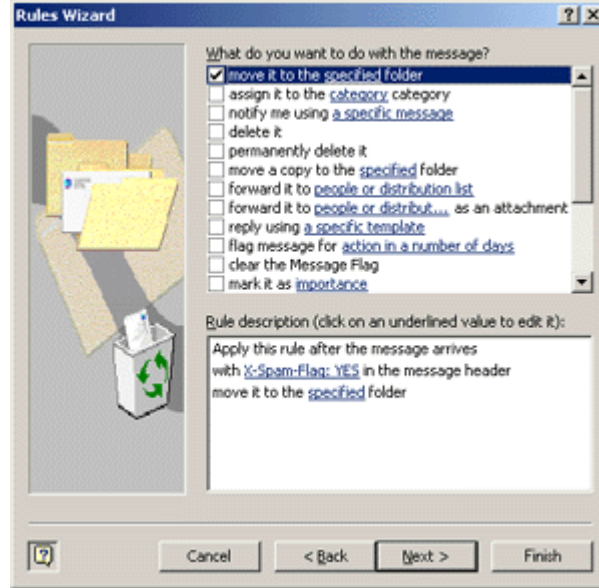 Rules Wizard
What do you want to do with the message?
move it to the specified folder
assign it to the category category
notify me using a specific message
delete it
permanently delete it
move a copy to the specified folder
forward it to people or distribution list
forward it to people or distribut.... as an attachment
reply using a specific template
flag message for action in a number of days
clear the Message Flag
mark it as importance
Rule description (click on an underlined value to edit it):
Apply this rule after the message arrives
with X-Spam-Flag: YES in the message header
move it to the specified folder
Cancel
< Back
Next >
Finish